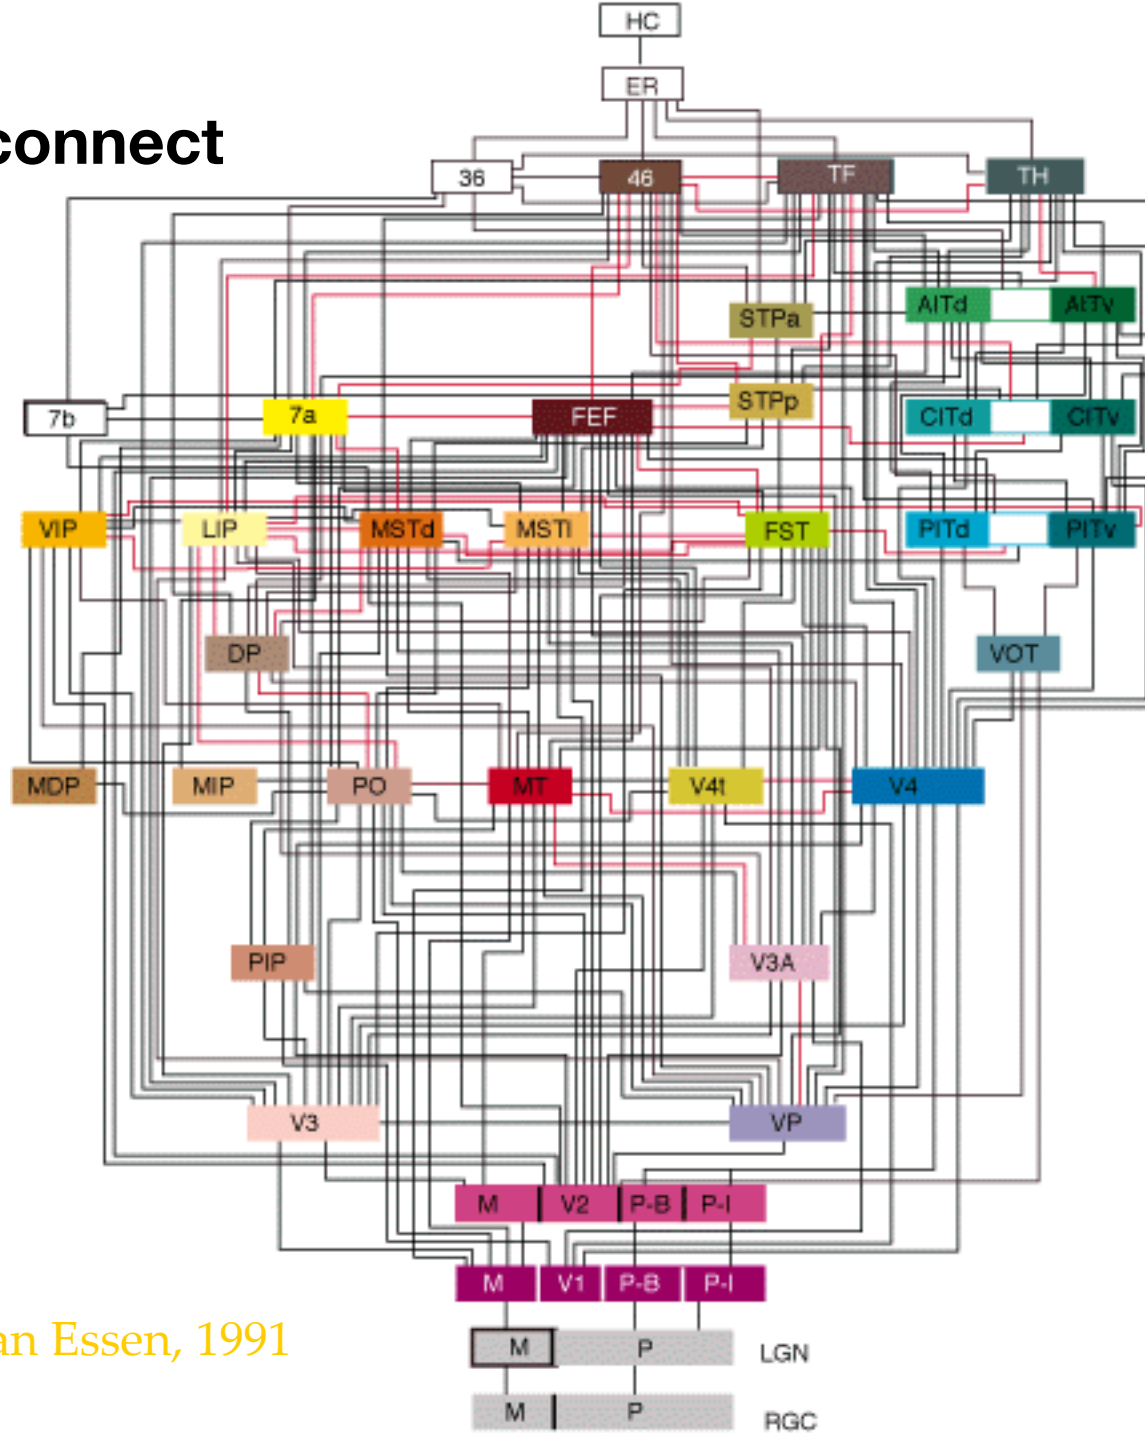 HC
ER
connect
36 46 TF TH
STPa AITd AITv
7b 7a FEF STPp CITd CITv
VIP LIP MSTd MSTl FST PITd PITv
DP VOT
MDP MIP PO MT V4t V4
PIP V3A
V3 VP
M V2 P-B P-I
M V1 P-B P-I
an Essen, 1991
M P LGN
M P RGC